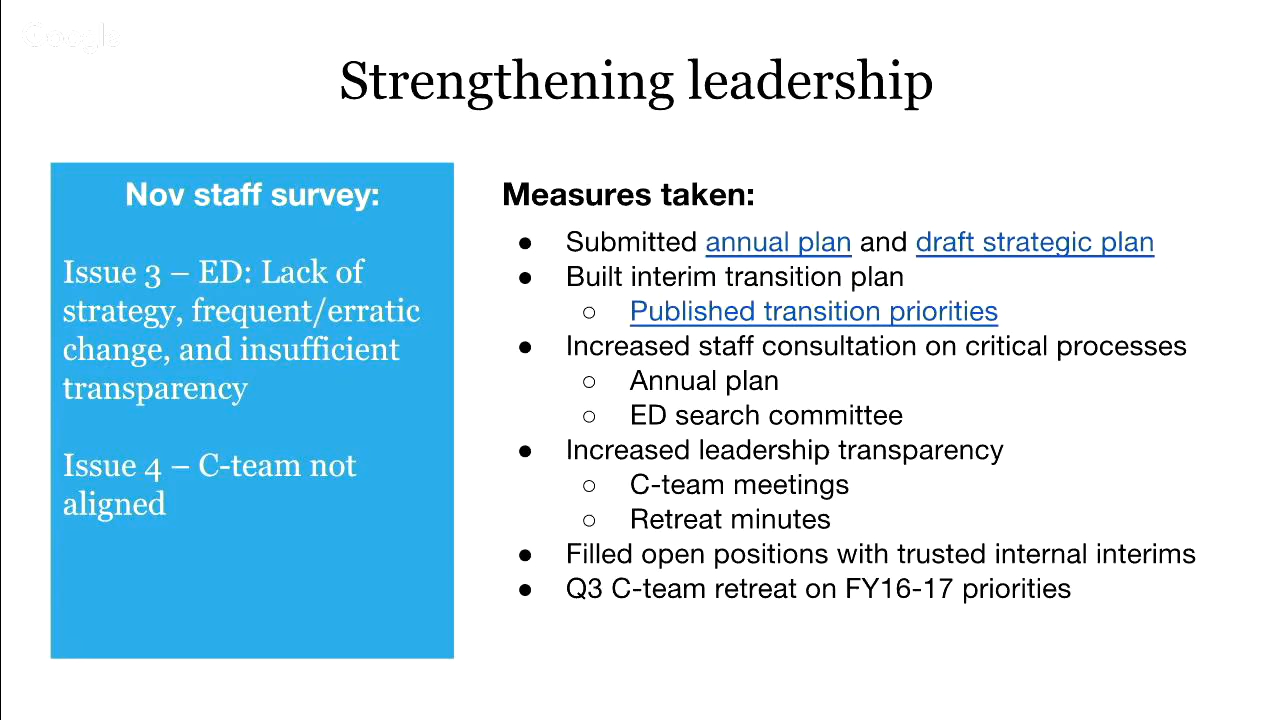 Google
Strengthening leadership
Nov staff survey:
Issue 3 – ED: Lack of
strategy, frequent/erratic
change, and insufficient
transparency
Issue 4 – C-team not
aligned
Measures taken:
● Submitted annual plan and draft strategic plan
● Built interim transition plan
○ Published transition priorities
● Increased staff consultation on critical processes
○ Annual plan
○ ED search committee
● Increased leadership transparency
○ C-team meetings
○ Retreat minutes
● Filled open positions with trusted internal interims
● Q3 C-team retreat on FY16-17 priorities